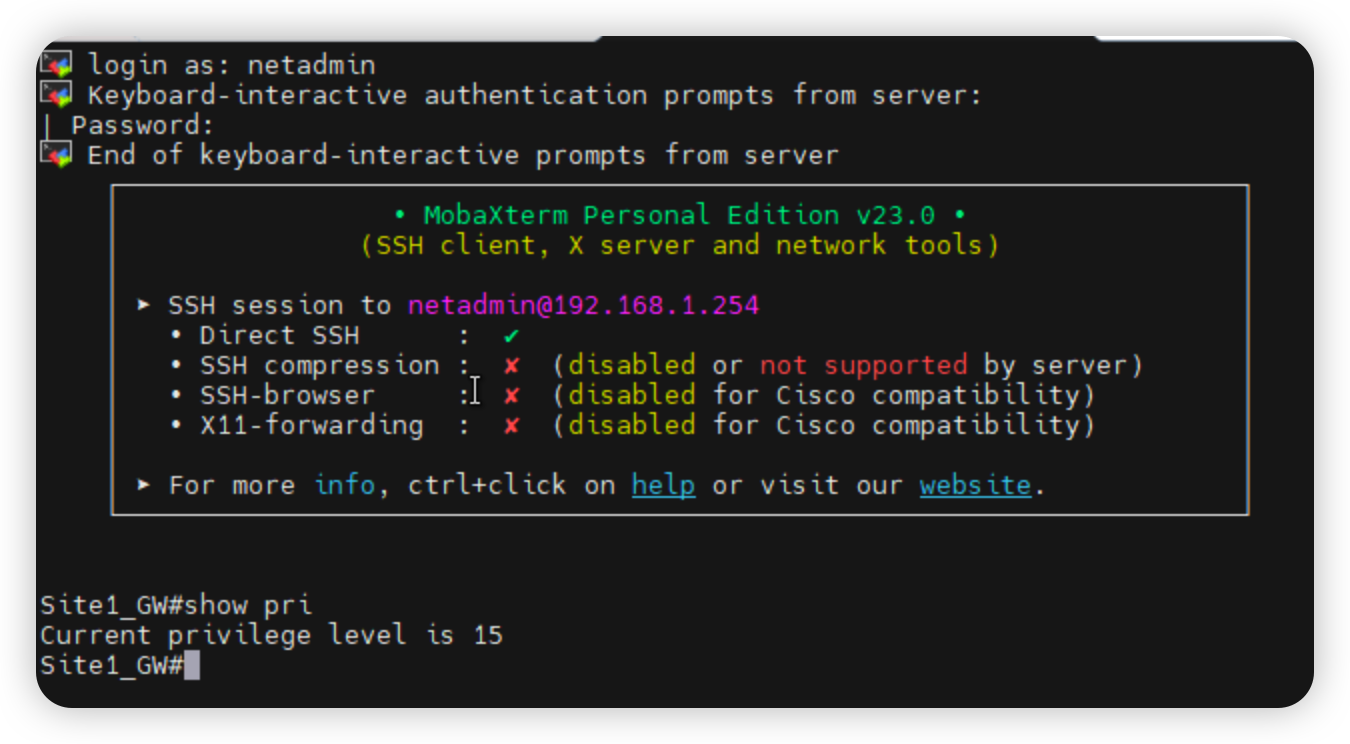 login as: netadmin
Keyboard-interactive authentication prompts from server:
| Password:
End of keyboard-interactive prompts from server
• MobaXterm Personal Edition v23.0 •
(SSH client, X server and network tools)
➤ SSH session to netadmin@192.168.1.254
• Direct SSH : ✔
• SSH compression : ✘ (disabled or not supported by server)
• SSH-browser : ✘ (disabled for Cisco compatibility)
• X11-forwarding : ✘ (disabled for Cisco compatibility)
➤ For more info, ctrl+click on help or visit our website.
Site1_GW#show pri
Current privilege level is 15
Site1_GW#